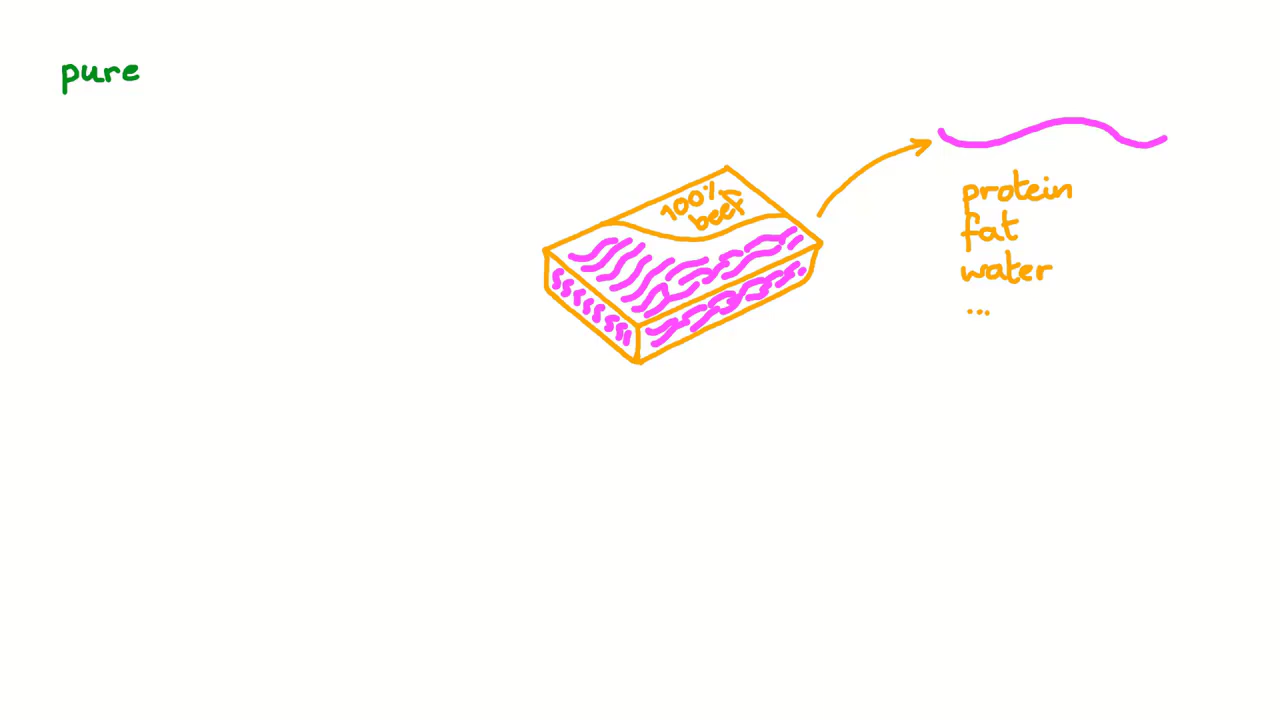 pure
100%
beef
protein
fat
water
...